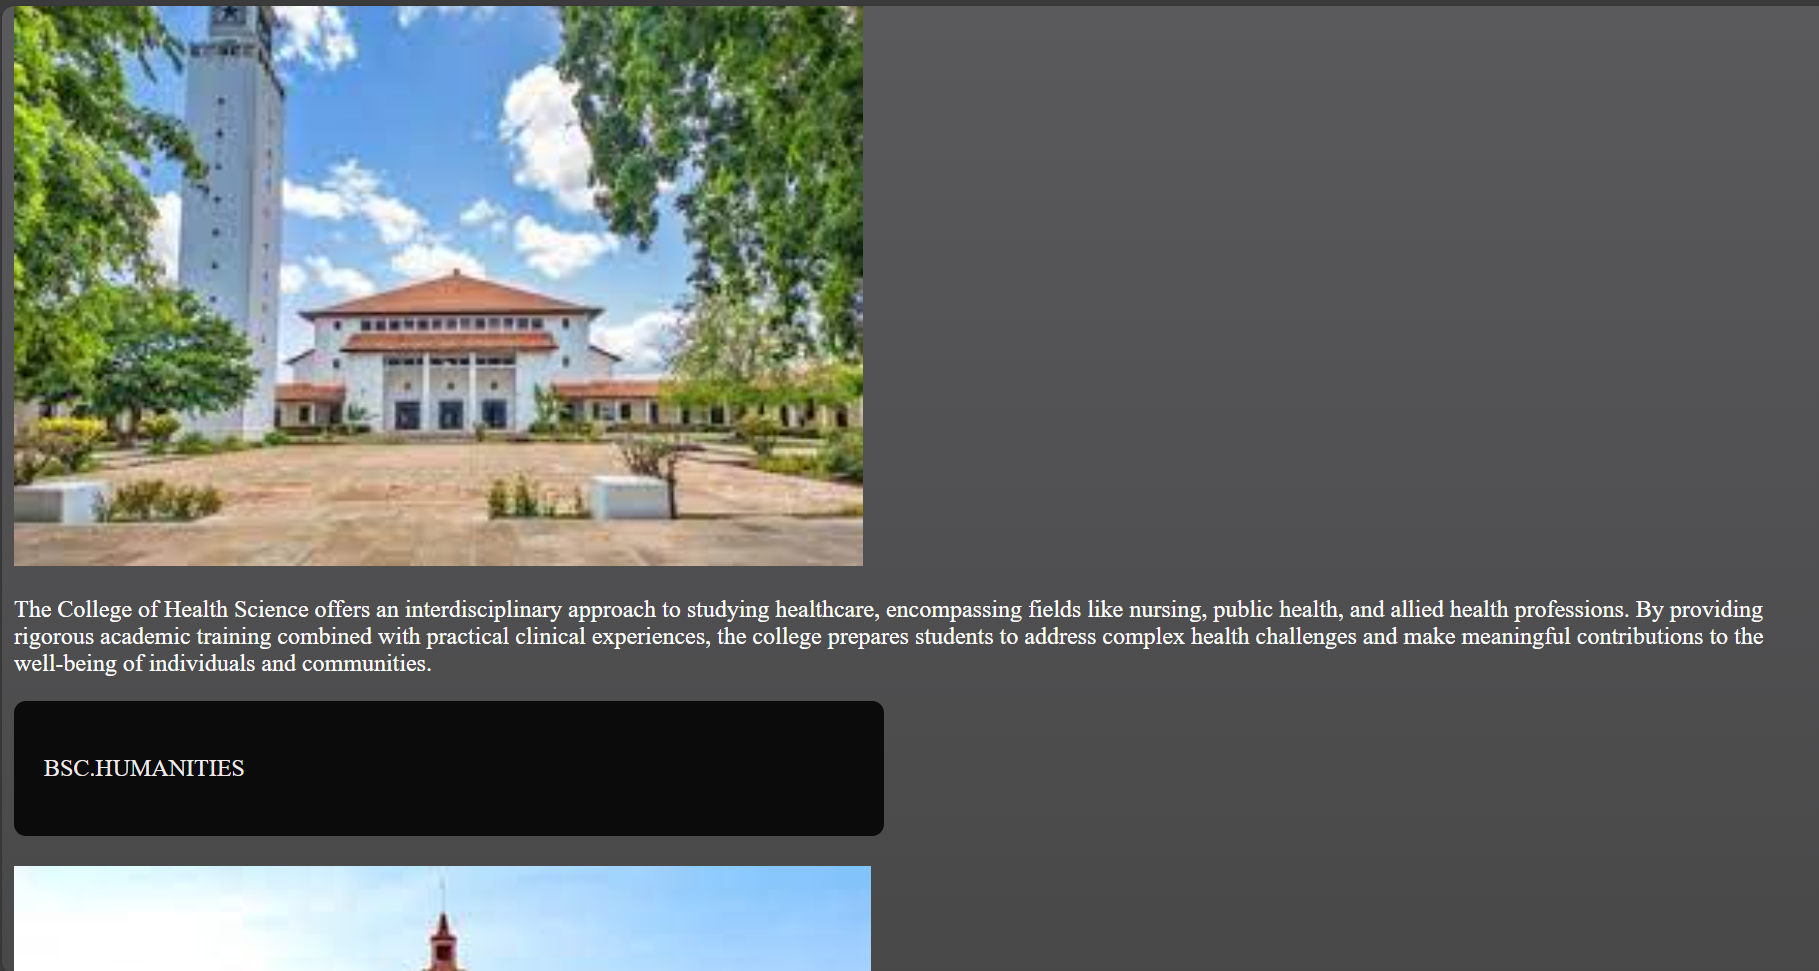 The College of Health Science offers an interdisciplinary approach to studying healthcare, encompassing fields like nursing, public health, and allied health professions. By providing
rigorous academic training combined with practical clinical experiences, the college prepares students to address complex health challenges and make meaningful contributions to the
well-being of individuals and communities.
BSC.HUMANITIES